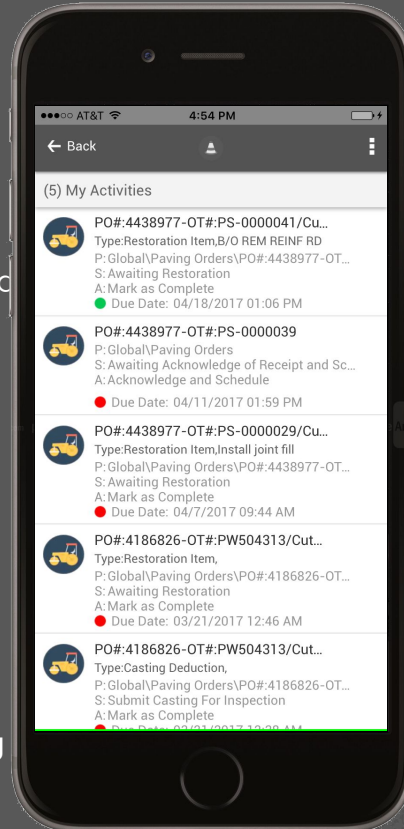 AT&T 4:54 PM
Back
(5) My Activities
PO#:4438977-OT#:PS-0000041/Cu...
Type:Restoration Item,B/O REM REINF RD
P:Global\Paving Orders\PO#:4438977-OT...
S:Awaiting Restoration
A:Mark as Complete
Due Date: 04/18/2017 01:06 PM
PO#:4438977-OT#:PS-0000039
P:Global\Paving Orders
S:Awaiting Acknowledge of Receipt and Sc...
A:Acknowledge and Schedule
Due Date: 04/11/2017 01:59 PM
PO#:4438977-OT#:PS-0000029/Cu...
Type:Restoration Item,Install joint fill
P:Global\Paving Orders\PO#:4438977-OT...
S:Awaiting Restoration
A:Mark as Complete
Due Date: 04/7/2017 09:44 AM
PO#:4186826-OT#:PW504313/Cut...
Type:Restoration Item,
P:Global\Paving Orders\PO#:4186826-OT...
S:Awaiting Restoration
A:Mark as Complete
Due Date: 03/21/2017 12:46 AM
PO#:4186826-OT#:PW504313/Cut...
Type:Casting Deduction,
P:Global\Paving Orders\PO#:4186826-OT...
S:Submit Casting For Inspection
A:Mark as Complete